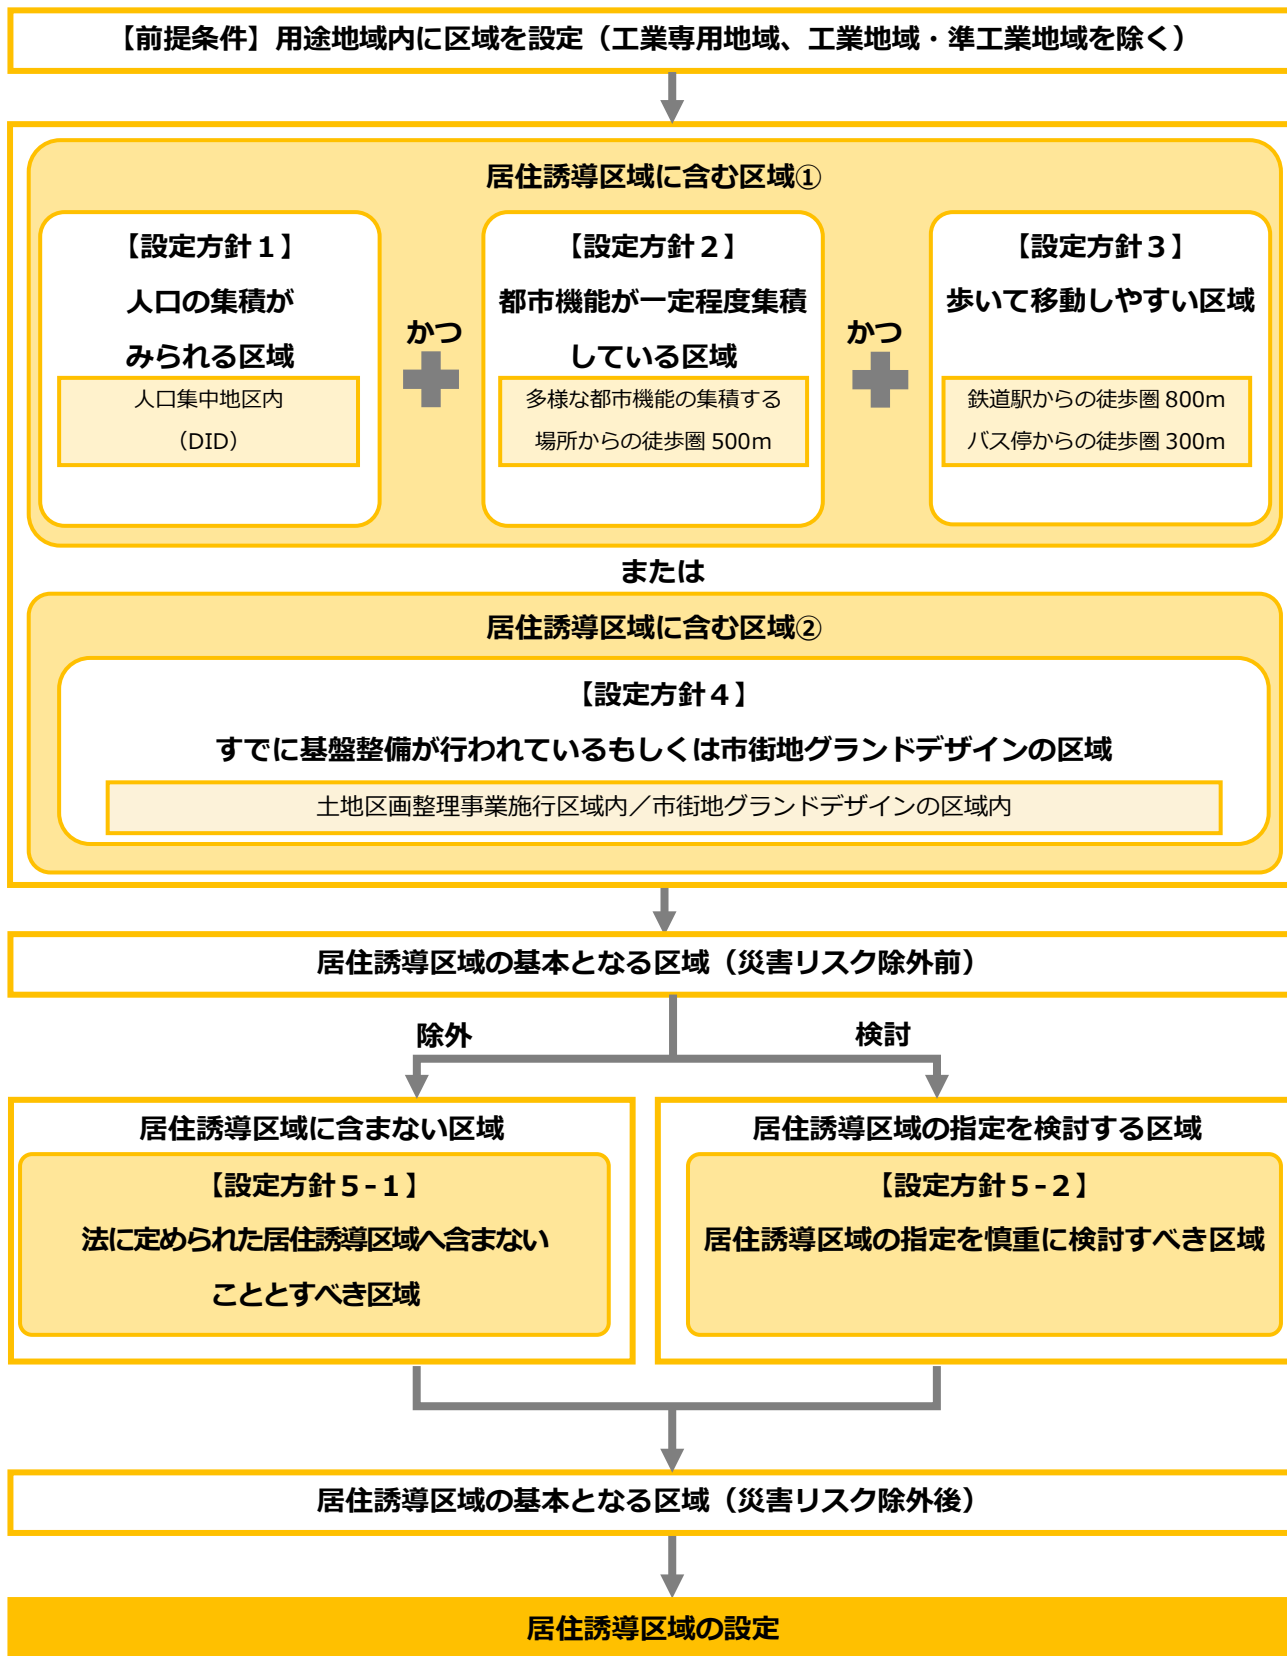 【前提条件】用途地域内に区域を設定（工業専用地域、工業地域・準工業地域を除く）
居住誘導区域に含む区域①
【設定方針１】
人口の集積が
みられる区域
人口集中地区内
（DID）
かつ
【設定方針２】
都市機能が一定程度集積
している区域
多様な都市機能の集積する
場所からの徒歩圏 500m
かつ
【設定方針３】
歩いて移動しやすい区域
鉄道駅からの徒歩圏 800m
バス停からの徒歩圏 300m
または
居住誘導区域に含む区域②
【設定方針４】
すでに基盤整備が行われているもしくは市街地グランドデザインの区域
土地区画整理事業施行区域内／市街地グランドデザインの区域内
居住誘導区域の基本となる区域（災害リスク除外前）
除外
検討
居住誘導区域に含まない区域
【設定方針５-１】
法に定められた居住誘導区域へ含まない
こととすべき区域
居住誘導区域の指定を検討する区域
【設定方針５-２】
居住誘導区域の指定を慎重に検討すべき区域
居住誘導区域の基本となる区域（災害リスク除外後）
居住誘導区域の設定